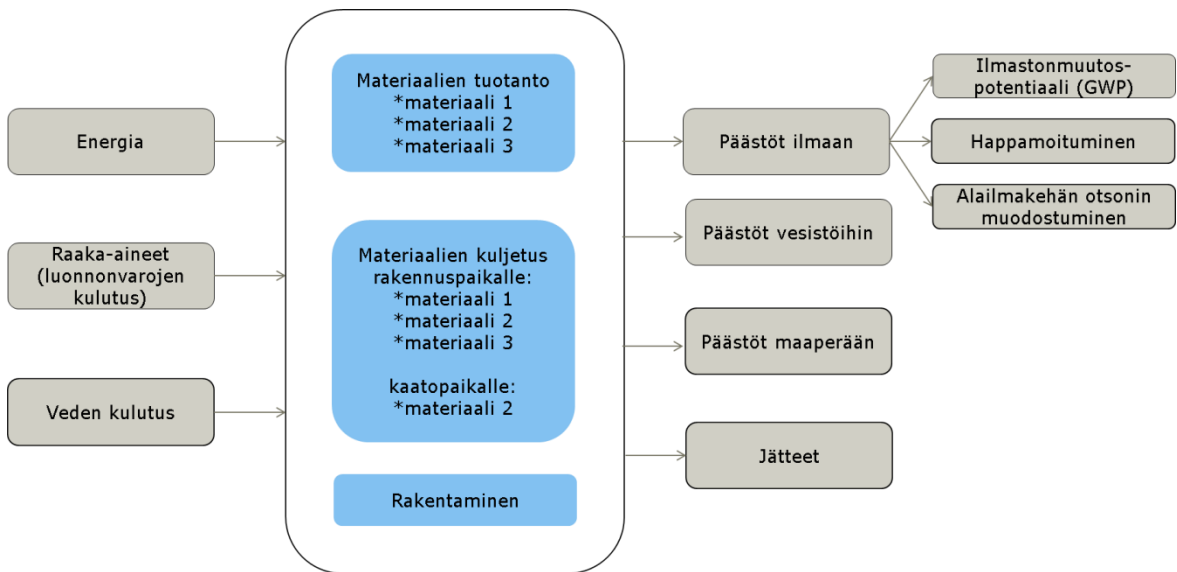 Energia
Raaka-aineet
(luonnonvarojen
kulutus)
Veden kulutus
Materiaalien tuotanto
*materiaali 1
*materiaali 2
*materiaali 3
Materiaalien kuljetus
rakennuspaikalle:
*materiaali 1
*materiaali 2
*materiaali 3
kaatopaikalle:
*materiaali 2
Rakentaminen
Päästöt ilmaan
Päästöt vesistöihin
Päästöt maaperään
Jätteet
Ilmastonmuutos-
potentiaali (GWP)
Happamoituminen
Alailmakehän otsonin
muodostuminen